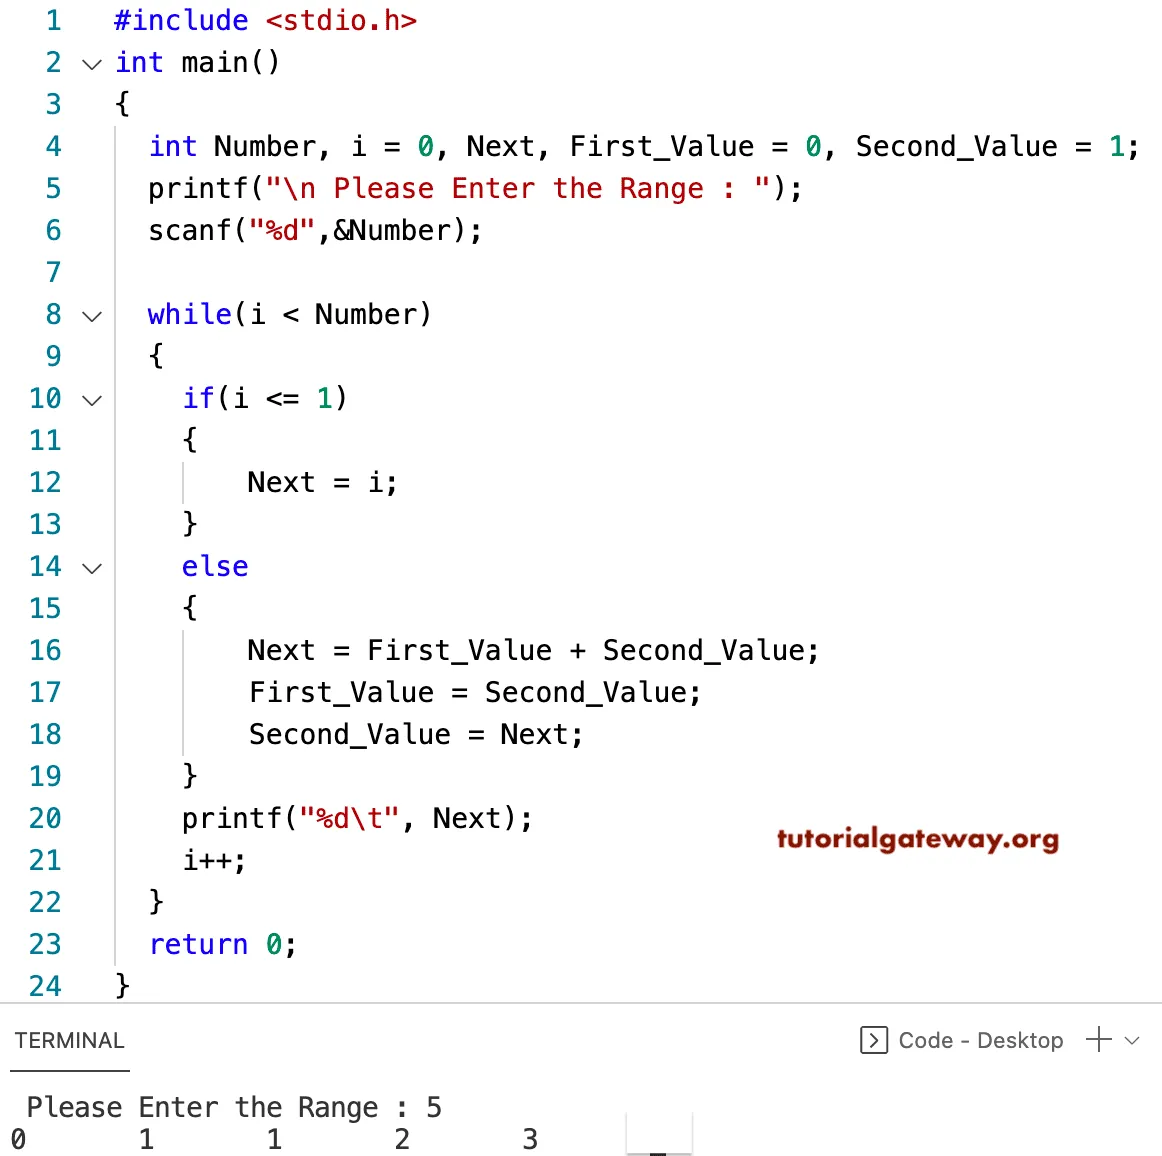 1 #include <stdio.h>
2 int main()
3 {
4 int Number, i = 0, Next, First_Value = 0, Second_Value = 1;
5 printf("\n Please Enter the Range : ");
6 scanf("%d",&Number);
7
8 while(i < Number)
9 {
10 if(i <= 1)
11 {
12 Next = i;
13 }
14 else
15 {
16 Next = First_Value + Second_Value;
17 First_Value = Second_Value;
18 Second_Value = Next;
19 }
20 printf("%d\t", Next);
tutorialgateway.org
21 i++;
22 }
23 return 0;
24 }
TERMINAL Code - Desktop
Please Enter the Range : 5
0 1 1 2 3